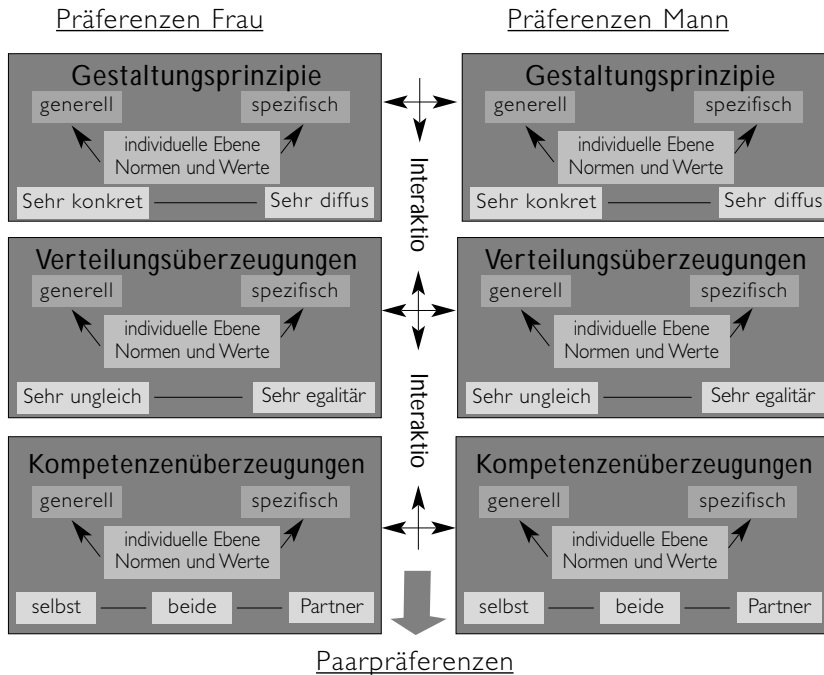 Präferenzen Frau
Präferenzen Mann
Gestaltungsprinzipie
generell
spezifisch
individuelle Ebene
Normen und Werte
Sehr konkret
Sehr diffus
Gestaltungsprinzipie
generell
spezifisch
individuelle Ebene
Normen und Werte
Sehr konkret
Sehr diffus
Interaktio
Verteilungsüberzeugungen
generell
spezifisch
individuelle Ebene
Normen und Werte
Sehr ungleich
Sehr egalitär
Verteilungsüberzeugungen
generell
spezifisch
individuelle Ebene
Normen und Werte
Sehr ungleich
Sehr egalitär
Interaktio
Kompetenzenüberzeugungen
generell
spezifisch
individuelle Ebene
Normen und Werte
selbst
beide
Partner
Kompetenzenüberzeugungen
generell
spezifisch
individuelle Ebene
Normen und Werte
selbst
beide
Partner
Paarpräferenzen